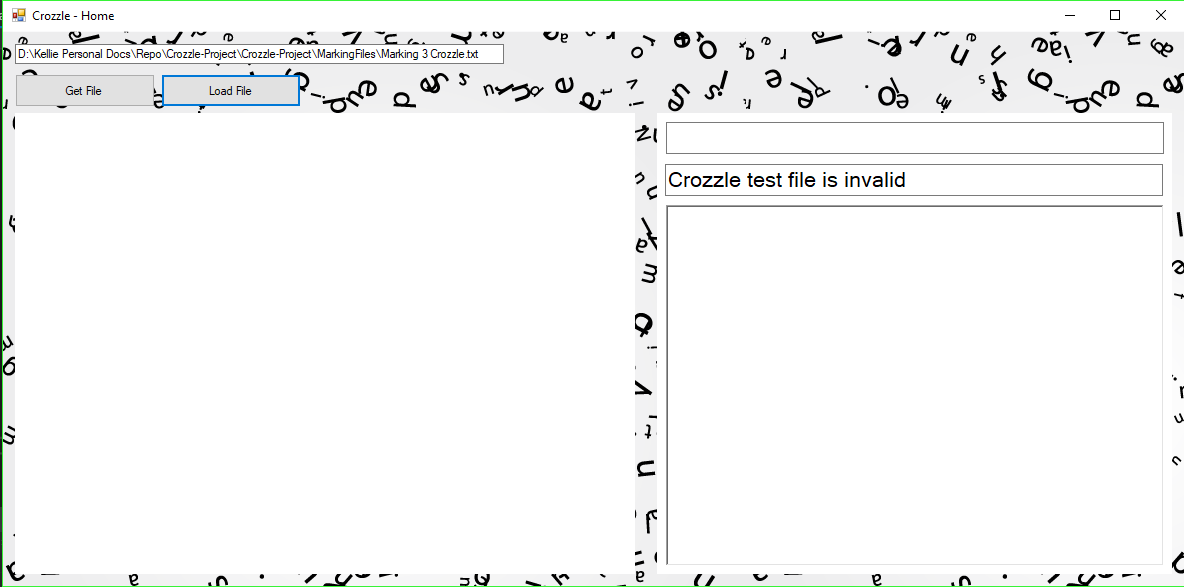 Crozzle - Home
D:\Kellie Personal Docs\Repo\Crozzle-Project\Crozzle-Project\MarkingFiles\Marking 3 Crozzle.txt
Get File
Load File
Crozzle test file is invalid